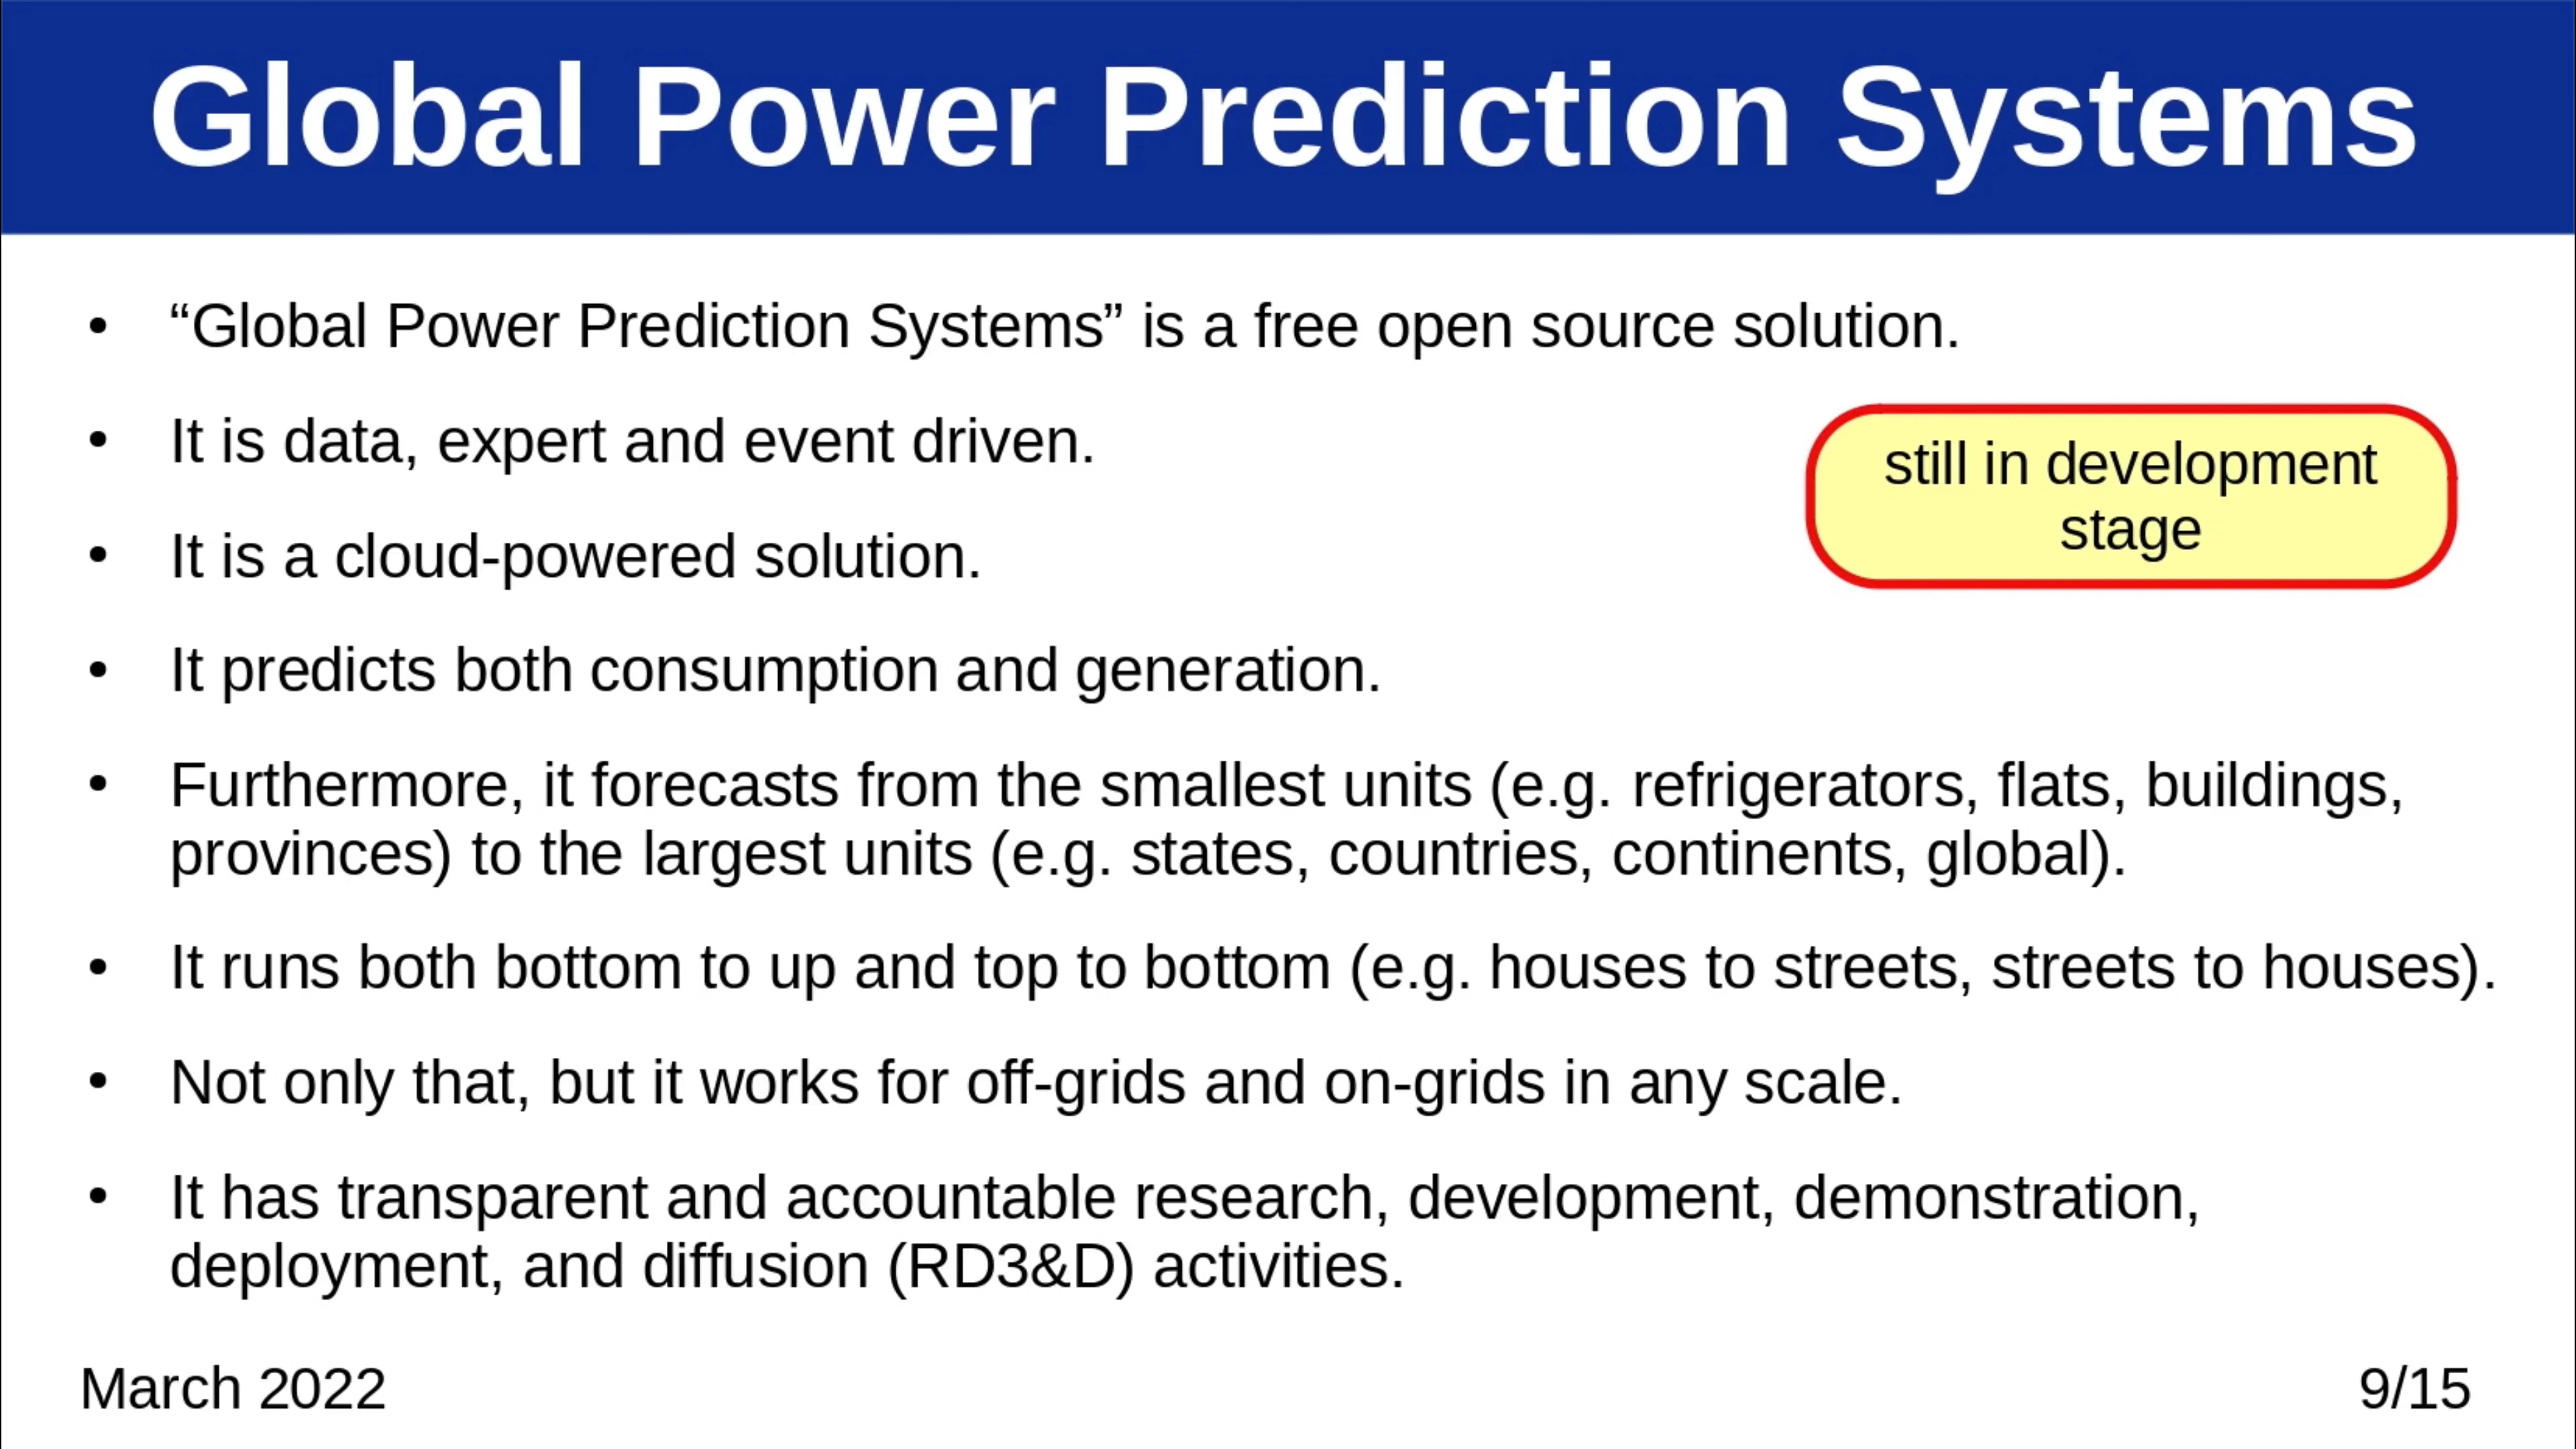 Global Power Prediction Systems
• “Global Power Prediction Systems” is a free open source solution.
• It is data, expert and event driven.
still in development
stage
• It is a cloud-powered solution.
• It predicts both consumption and generation.
• Furthermore, it forecasts from the smallest units (e.g. refrigerators, flats, buildings,
provinces) to the largest units (e.g. states, countries, continents, global).
• It runs both bottom to up and top to bottom (e.g. houses to streets, streets to houses).
• Not only that, but it works for off-grids and on-grids in any scale.
• It has transparent and accountable research, development, demonstration,
deployment, and diffusion (RD3&D) activities.
March 2022
9/15